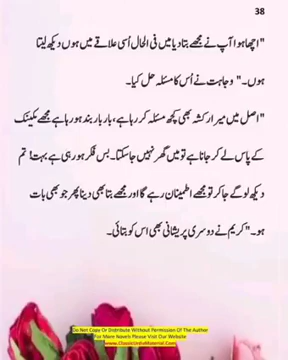 38
"اچھا ہوا آپ نے مجھے بتا دیا میں فی الحال اُسی علاقے میں ہوں دیکھ لیتا
ہوں۔" وجاہت نے اُس کا مسئلہ حل کیا۔
"اصل میں میرا رکشہ بھی کچھ مسئلہ کر رہا ہے، بار بار بند ہو رہا ہے مجھے مکینک
کے پاس لے کر جانا ہے تو میں گھر نہیں جا سکتا۔ بس فکر ہو رہی ہے بہت! تم
دیکھ لو گے جا کر تو مجھے اطمینان رہے گا اور مجھے بتا بھی دینا پھر جو بھی بات
ہو۔" کریم نے دوسری پریشانی بھی اس کو بتائی۔
Do Not Copy Or Distribute Without Permission Of The Author
For More Novels Please Visit Our Website
www.ClassicUrduMaterial.Com